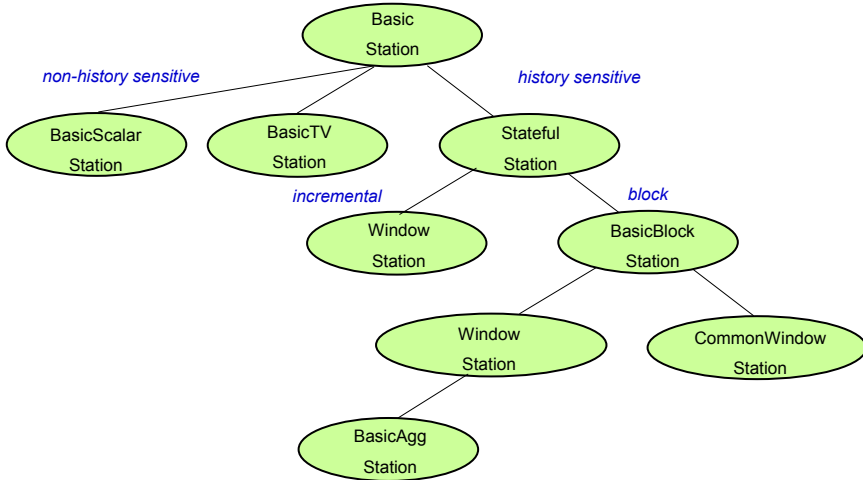 Basic
Station
non-history sensitive
history sensitive
BasicScalar
Station
BasicTV
Station
Stateful
Station
incremental
block
Window
Station
BasicBlock
Station
Window
Station
CommonWindow
Station
BasicAgg
Station